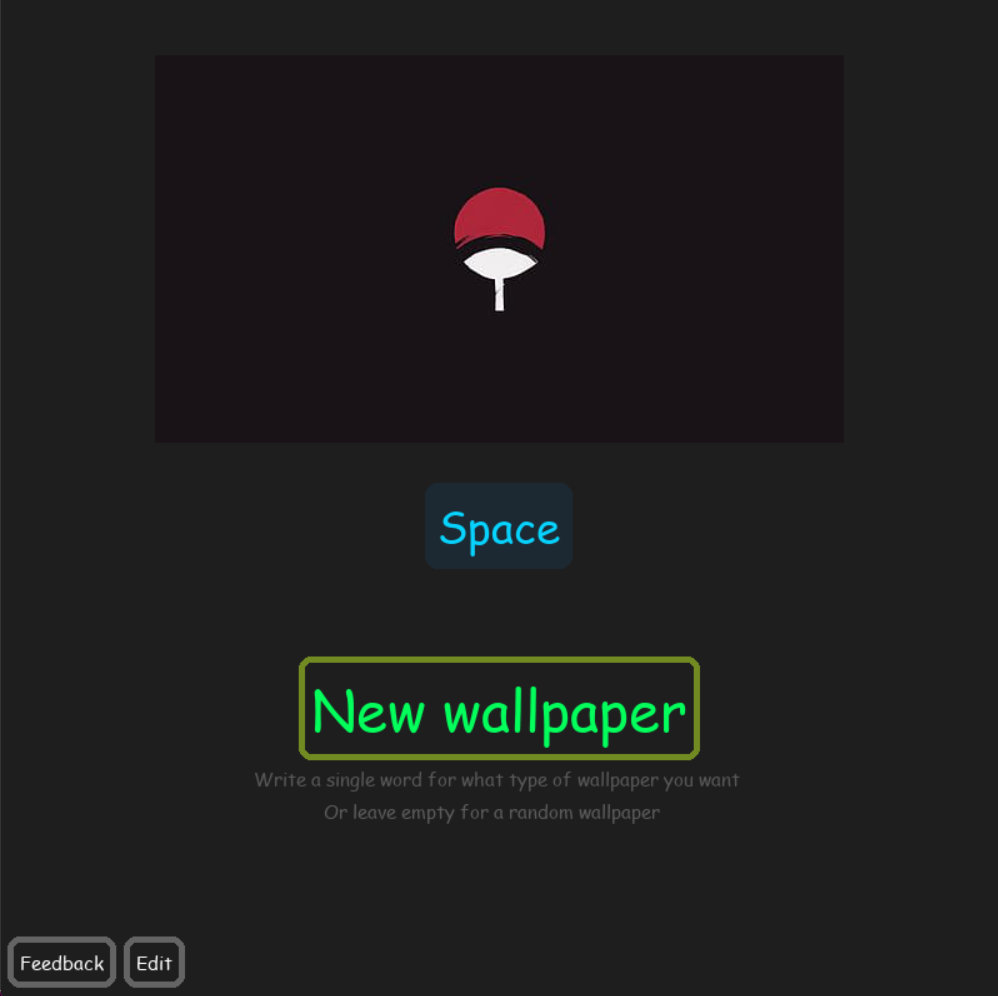 Space
New wallpaper
Write a single word for what type of wallpaper you want
Or leave empty for a random wallpaper
Feedback Edit